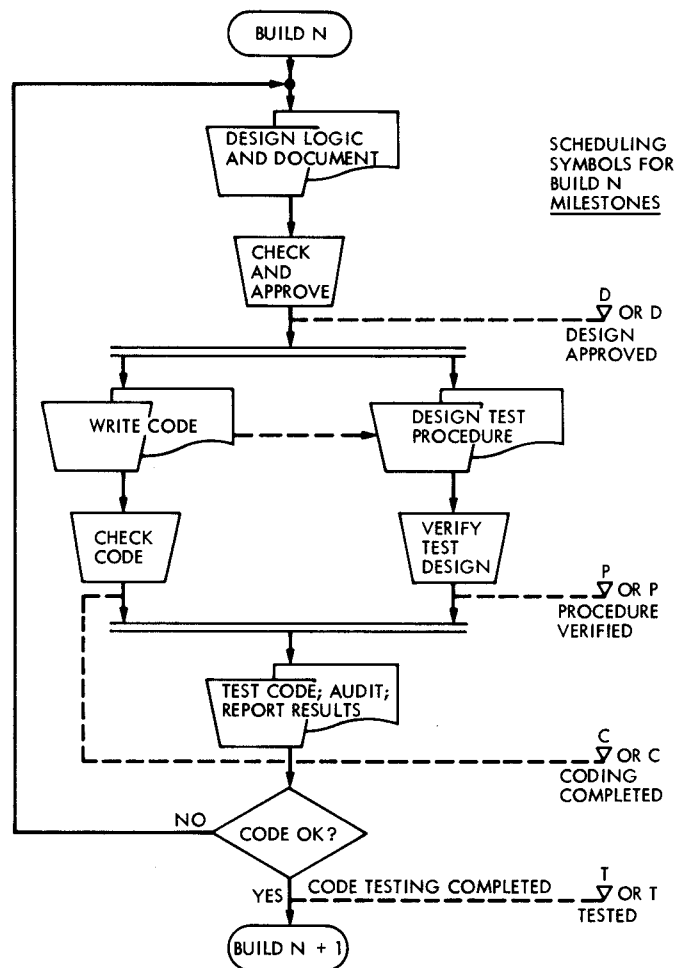 BUILD N
DESIGN LOGIC
AND DOCUMENT
SCHEDULING
SYMBOLS FOR
BUILD N
MILESTONES
CHECK
AND
APPROVE
D
OR D
DESIGN
APPROVED
WRITE CODE
DESIGN TEST
PROCEDURE
CHECK
CODE
VERIFY
TEST
DESIGN
P
OR P
PROCEDURE
VERIFIED
TEST CODE; AUDIT;
REPORT RESULTS
C
OR C
CODING
COMPLETED
NO
CODE OK?
YES
CODE TESTING COMPLETED
T
OR T
TESTED
BUILD N + 1